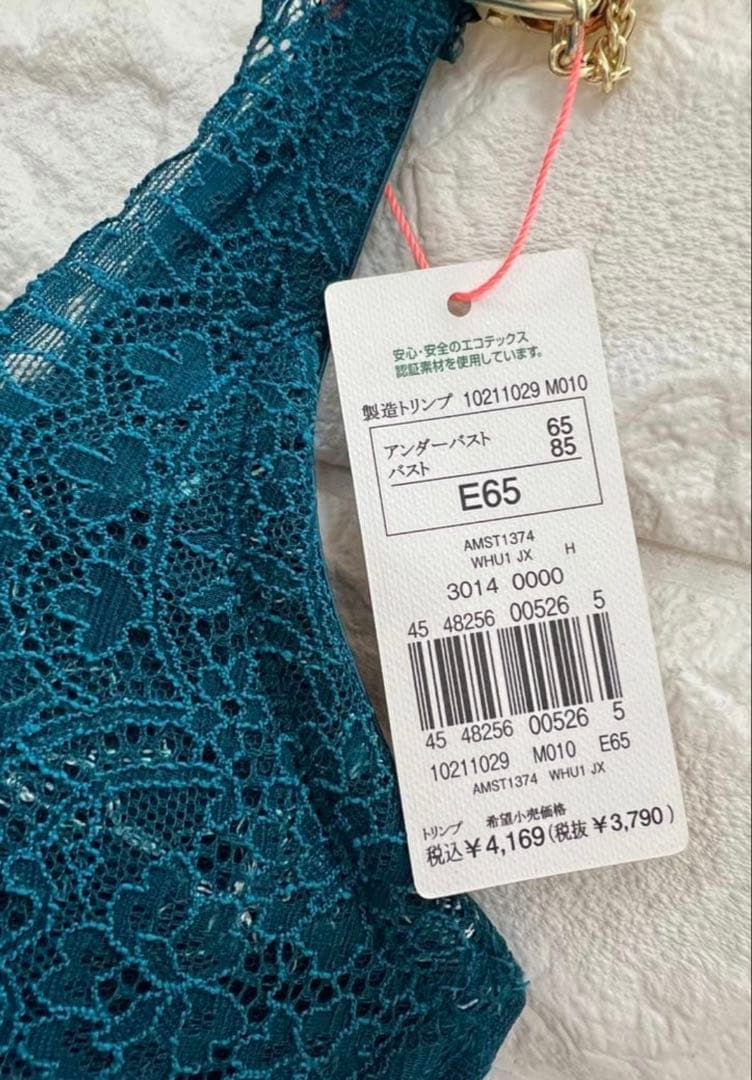 安心・安全のエコテックス
認証素材を使用しています。
製造トリンプ 10211029 M010
アンダーバスト 65
バスト 85
E65
AMST1374
WHU1 JX H
3014 0000
45 48256 00526 5
45 48256 00526 5
10211029 M010 E65
AMST1374 WHU1 JX
トリンプ 希望小売価格
税込¥4,169(税抜¥3,790)